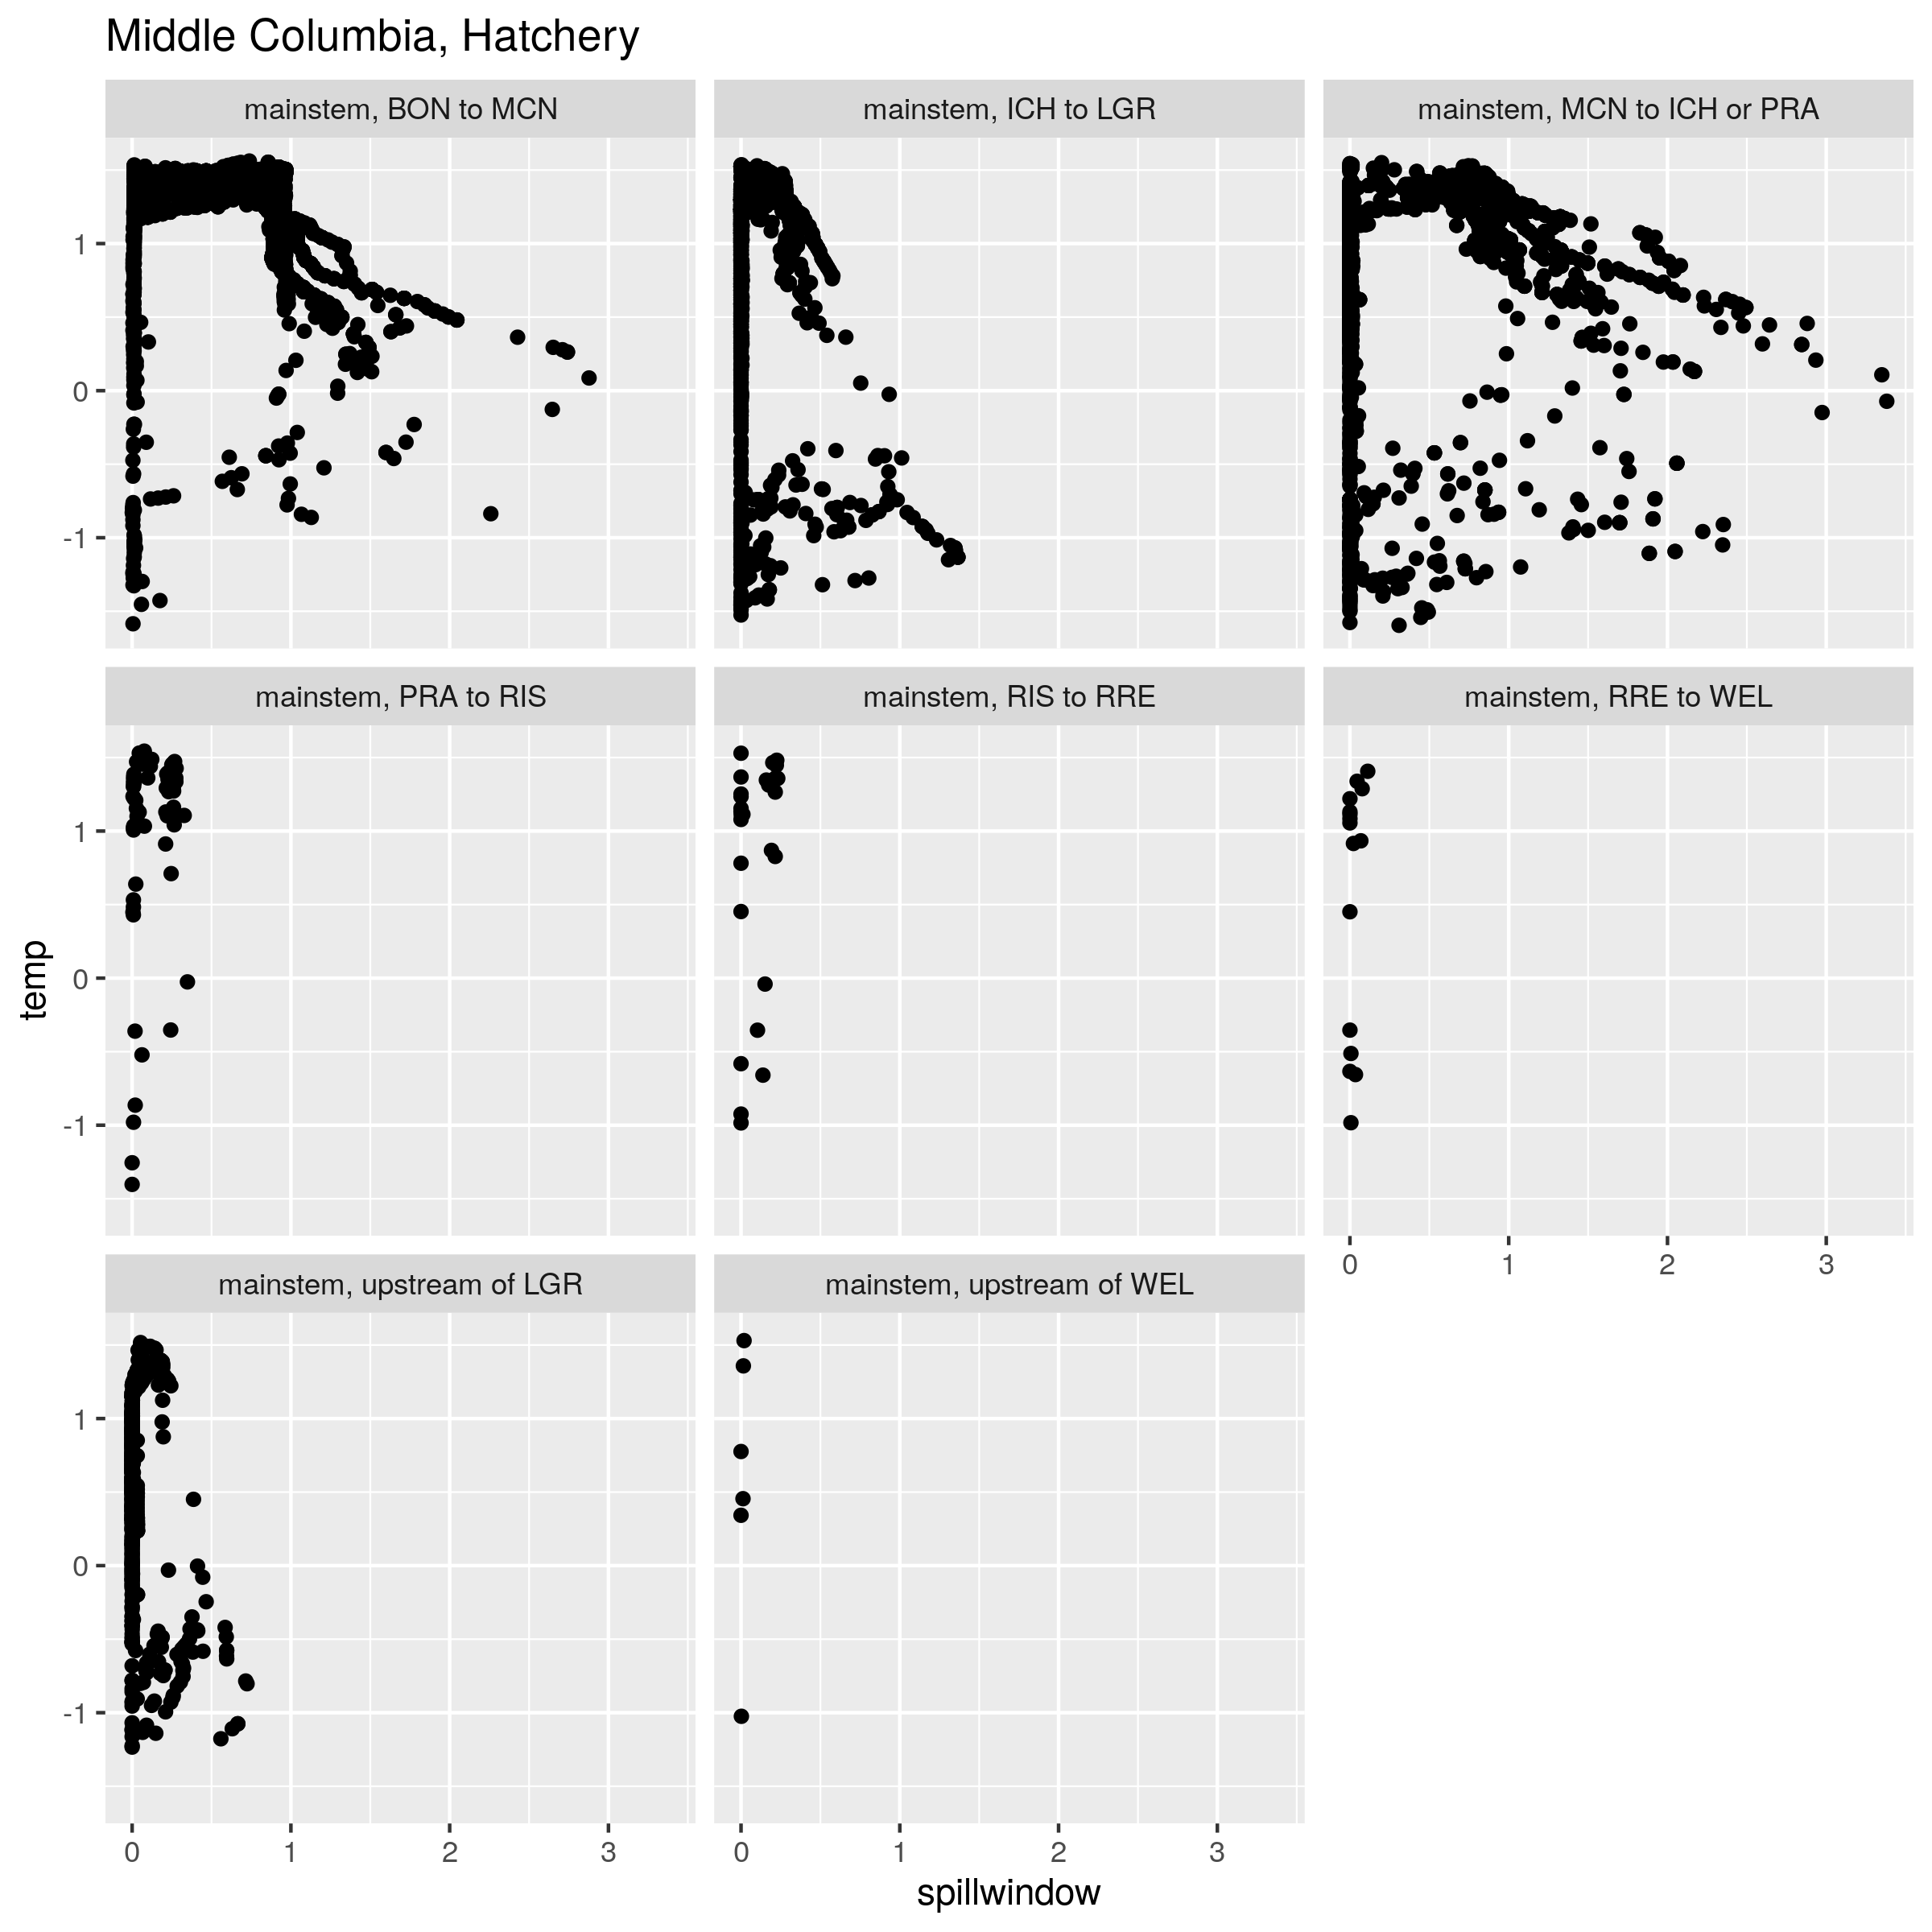 Middle Columbia, Hatchery
mainstem, BON to MCN
mainstem, ICH to LGR
mainstem, MCN to ICH or PRA
1
0
-1
mainstem, PRA to RIS
mainstem, RIS to RRE
mainstem, RRE to WEL
temp
1
0
-1
0 1 2 3
mainstem, upstream of LGR
mainstem, upstream of WEL
1
0
-1
0 1 2 3
0 1 2 3
spillwindow